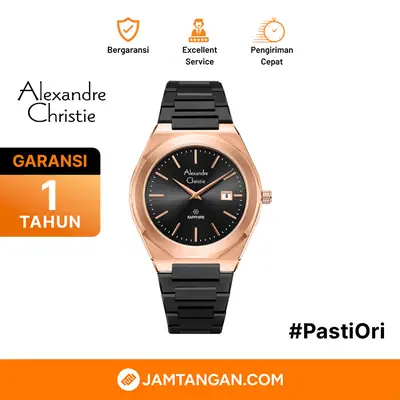 Bergaransi
Excellent
Service
Pengiriman
Cepat
Alexandre
Christie
GARANSI
1
TAHUN
Alexandre
Christie
SAPPHIRE
#PastiOri
JAMTANGAN.COM